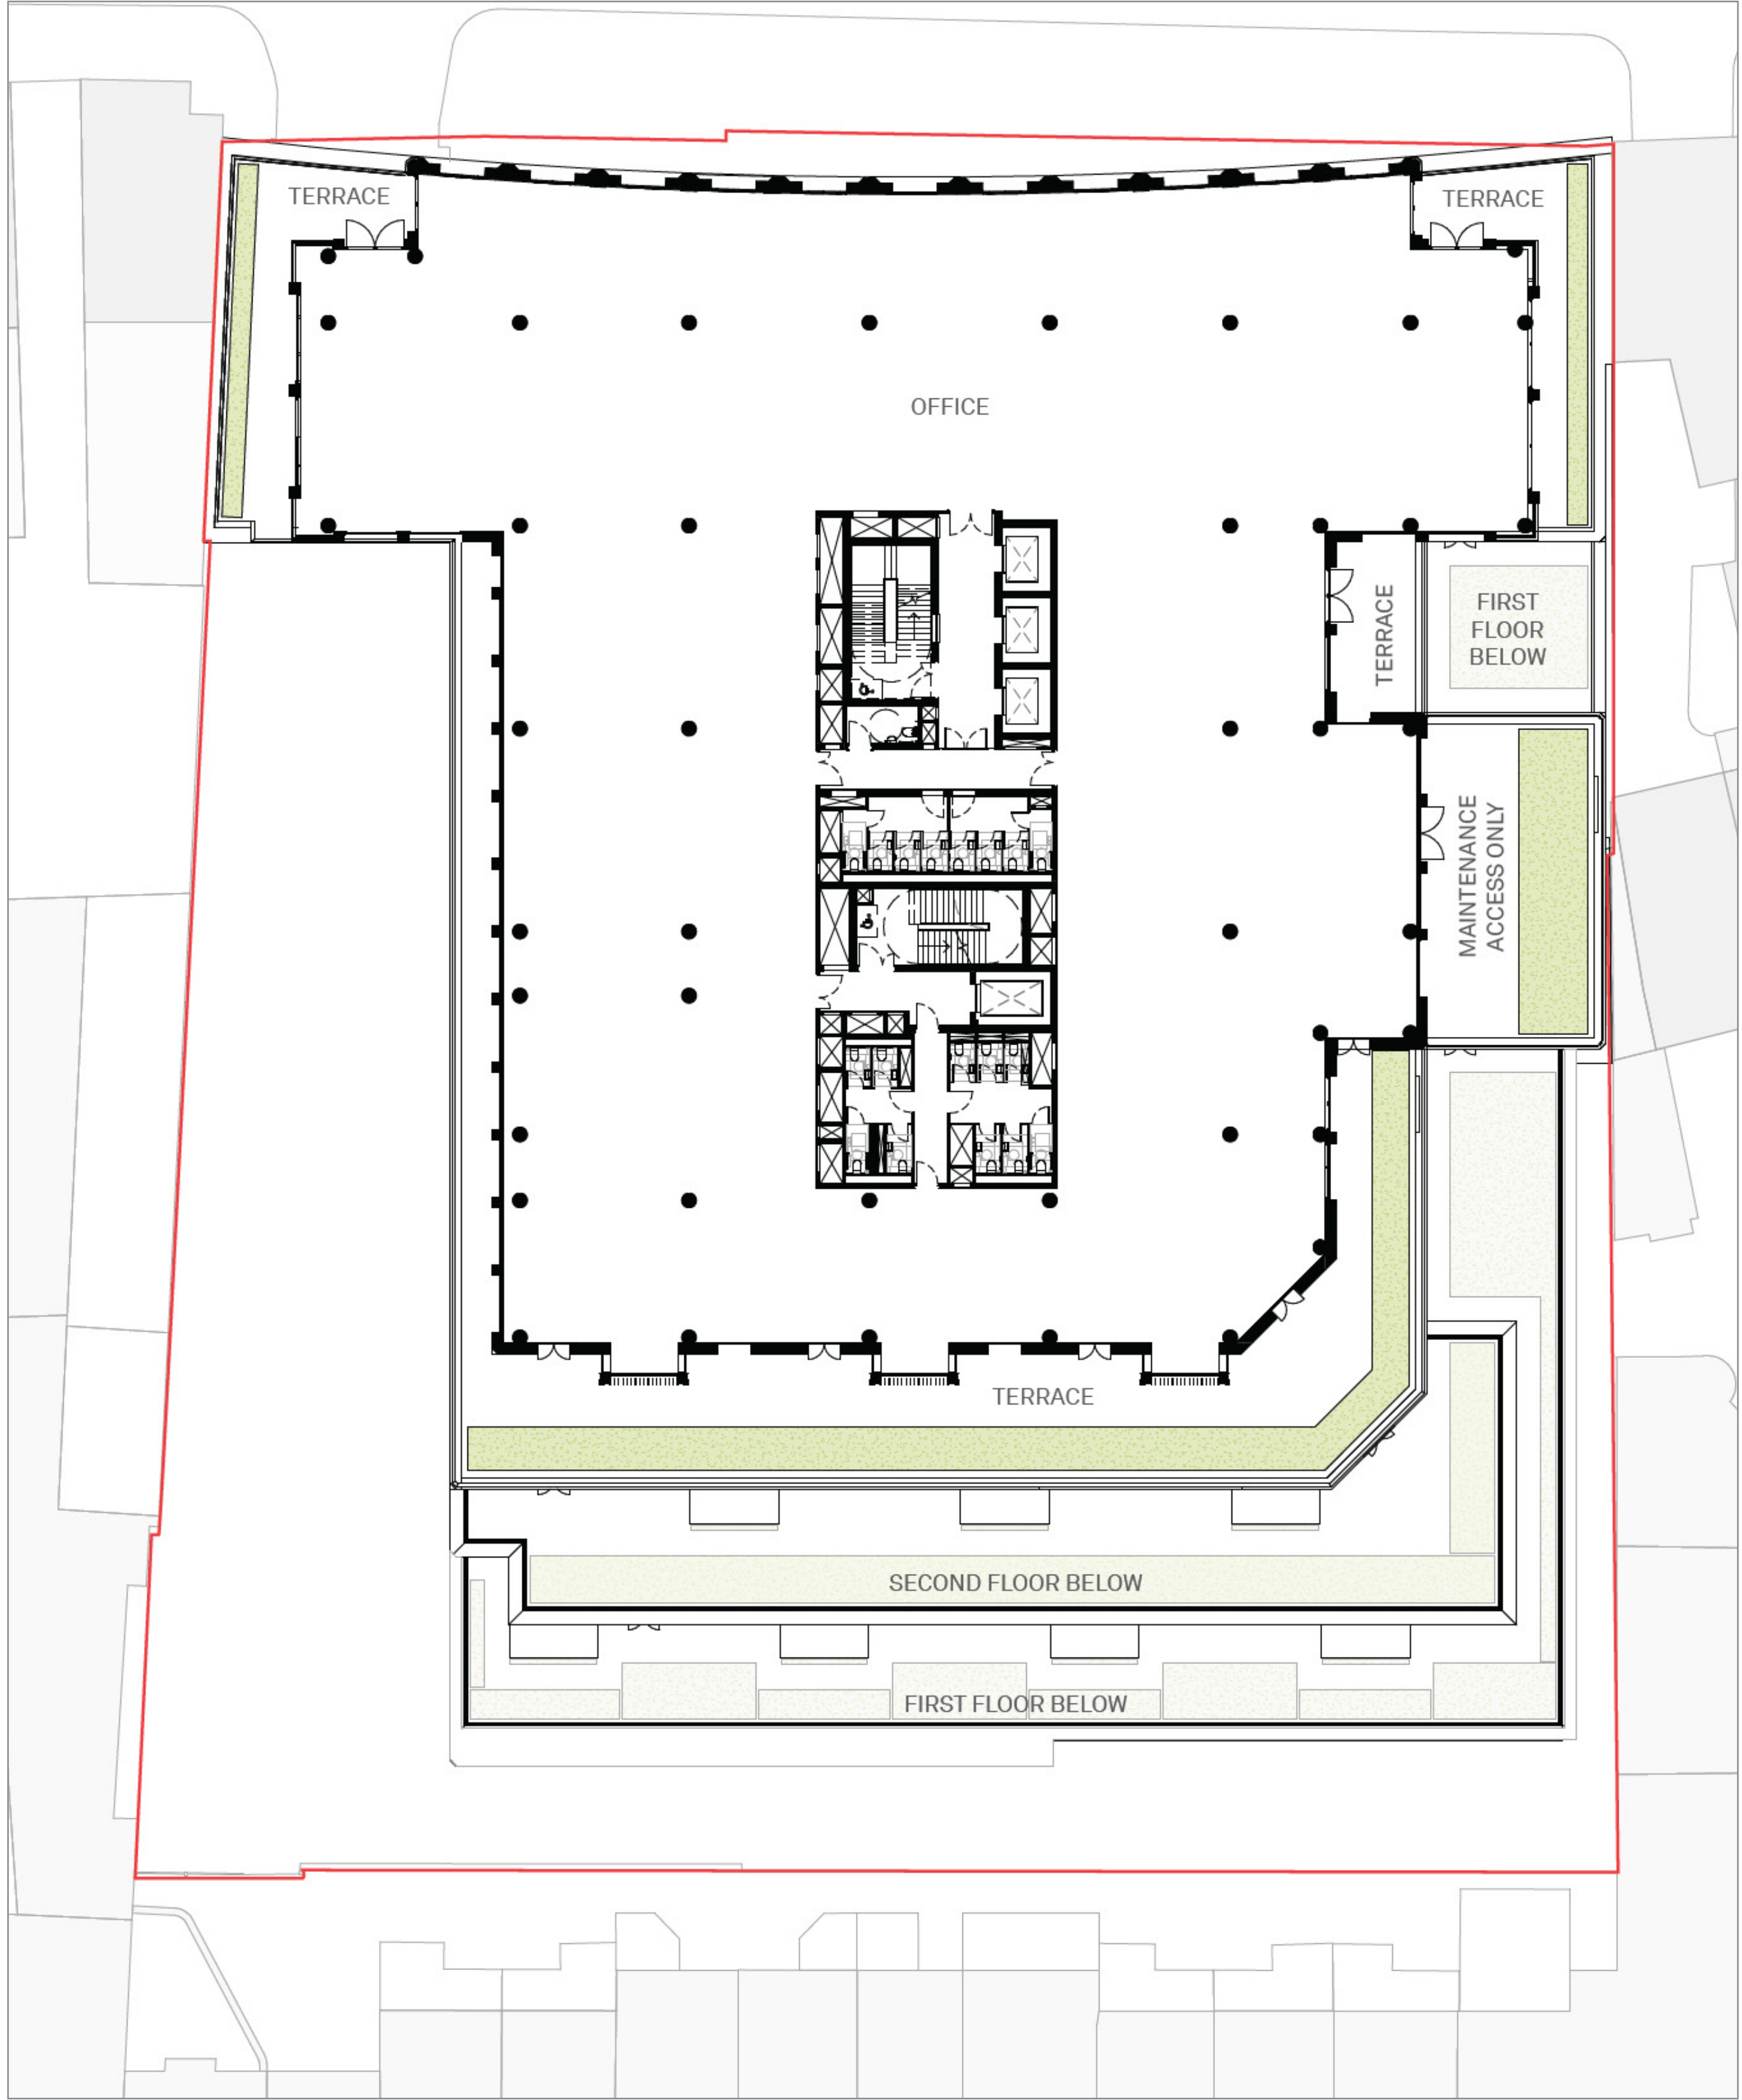 TERRACE
TERRACE
OFFICE
TERRACE
FIRST
FLOOR
BELOW
MAINTENANCE
ACCESS ONLY
TERRACE
SECOND FLOOR BELOW
FIRST FLOOR BELOW